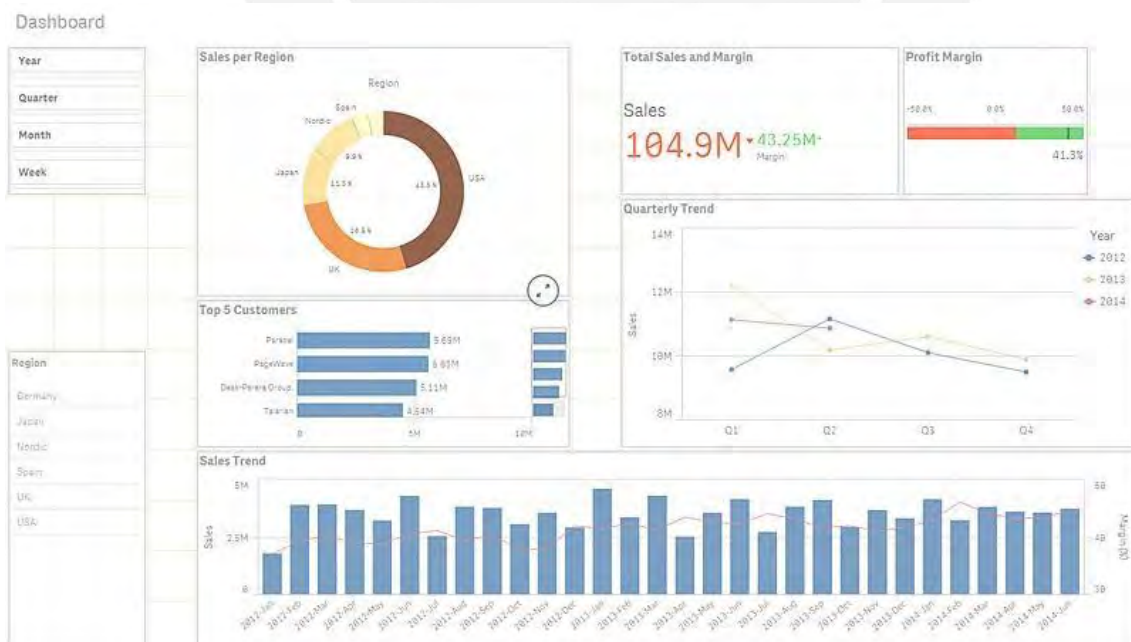 Dashboard
Year
Quarter
Month
Week
Region
Germany
Japan
Nordic
Spain
UK
USA
Sales per Region
Region
Spain
Nordic
Japan
UK
USA
9.9%
Top 5 Customers
Paracel
PageWave
Deak-Perera Group.
Talarian
5.69M
5.11M
4.54M
0
5M
10M
Total Sales and Margin
Sales
104.9M
43.25M
Margin
Profit Margin
-50.0%
0.0%
50.0%
41.3%
Quarterly Trend
14M
12M
10M
8M
Sales
Q1
Q2
Q3
Q4
Year
2012
2013
2014
Sales Trend
5M
2.5M
0
Sales
50
40
30
Margin (%)
2012-Jan
2012-Feb
2012-Mar
2012-Apr
2012-May
2012-Jun
2012-Jul
2012-Aug
2012-Sep
2012-Oct
2012-Nov
2012-Dec
2013-Jan
2013-Feb
2013-Mar
2013-Apr
2013-May
2013-Jun
2013-Jul
2013-Aug
2013-Sep
2013-Oct
2013-Nov
2013-Dec
2014-Jan
2014-Feb
2014-Mar
2014-Apr
2014-May
2014-Jun